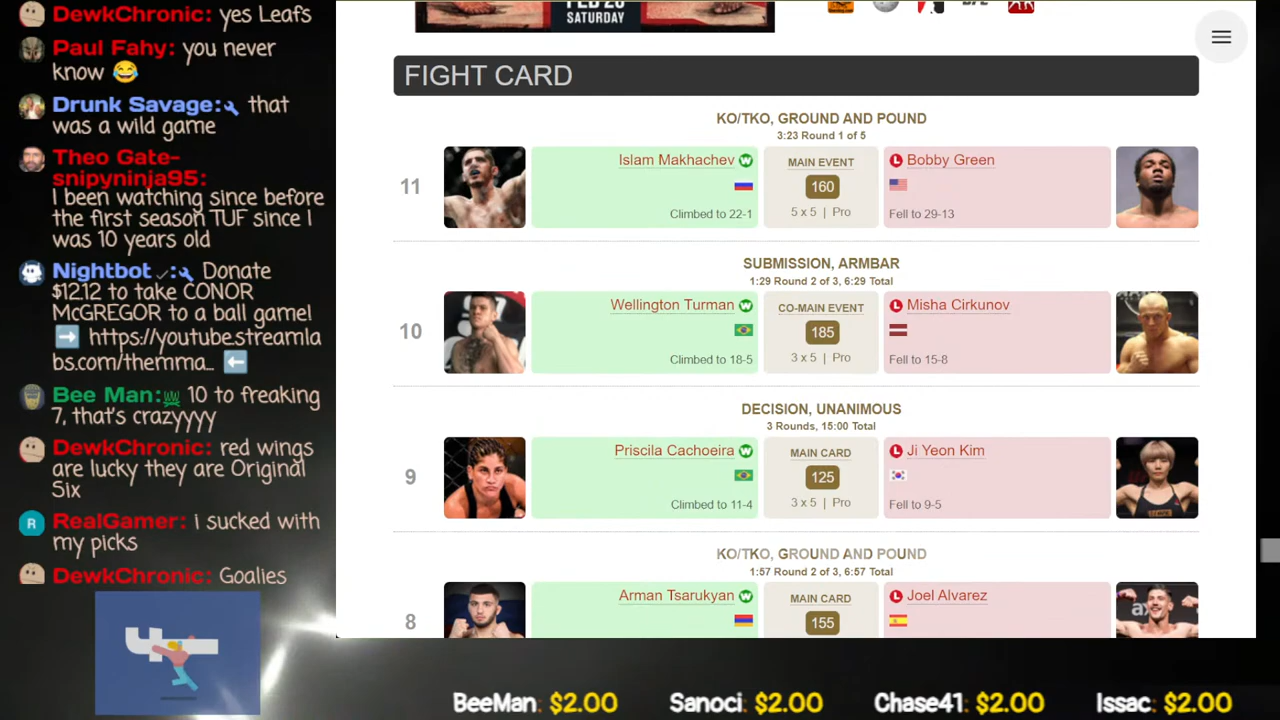 DewkChronic: yes Leafs
Paul Fahy: you never
know 😂
Drunk Savage: that
was a wild game
Theo Gate-
snipyninja95:
I been watching since before
the first season TUF since I
was 10 years old
Nightbot ✓: Donate
$12.12 to take CONOR
McGREGOR to a ball game!
➡️ https://youtube.streamla
bs.com/themma... ⬅️
Bee Man: 10 to freaking
7, that's crazyyyy
DewkChronic: red wings
are lucky they are Original
Six
R RealGamer: i sucked with
my picks
DewkChronic: Goalies
FEB 26
SATURDAY
FIGHT CARD
KO/TKO, GROUND AND POUND
3:23 Round 1 of 5
11
Islam Makhachev W
Climbed to 22-1
MAIN EVENT
160
5 x 5 | Pro
L Bobby Green
Fell to 29-13
SUBMISSION, ARMBAR
1:29 Round 2 of 3, 6:29 Total
10
Wellington Turman W
Climbed to 18-5
CO-MAIN EVENT
185
3 x 5 | Pro
L Misha Cirkunov
Fell to 15-8
DECISION, UNANIMOUS
3 Rounds, 15:00 Total
9
Priscila Cachoeira W
Climbed to 11-4
MAIN CARD
125
3 x 5 | Pro
L Ji Yeon Kim
Fell to 9-5
KO/TKO, GROUND AND POUND
1:57 Round 2 of 3, 6:57 Total
8
Arman Tsarukyan W
MAIN CARD
155
L Joel Alvarez
BeeMan: $2.00 Sanoci: $2.00 Chase41: $2.00 Issac: $2.00